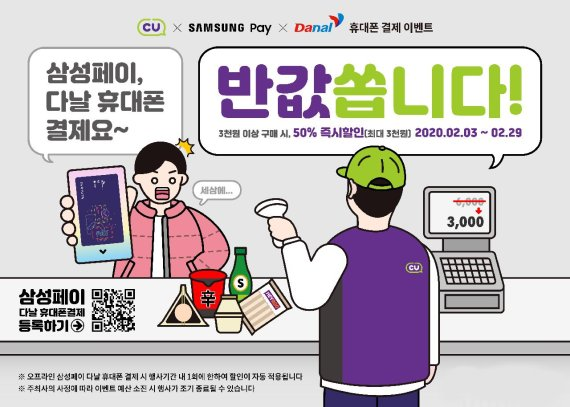 CU × SAMSUNG Pay × Danal 휴대폰 결제 이벤트
삼성페이,
다날 휴대폰
결제요~
반값쏩니다!
3천원 이상 구매 시, 50% 즉시할인(최대 3천원) 2020.02.03 ~ 02.29
세상에...
6,000
3,000
CU
辛
S
삼성페이
다날 휴대폰결제
등록하기
※ 오프라인 삼성페이 다날 휴대폰 결제 시 행사기간 내 1회에 한하여 할인이 자동 적용됩니다
※ 주최사의 사정에 따라 이벤트 예산 소진 시 행사가 조기 종료될 수 있습니다